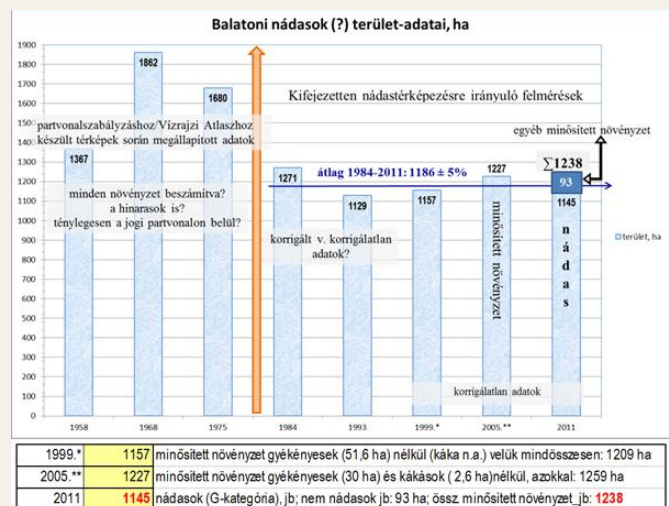 Balatoni nádasok (?) terület-adatai, ha
1900
1800
1700
1600
1500
1400
1300
1200
1100
1000
900
800
700
600
500
400
300
200
100
0
1862
1680
Kifejezetten nádastérképezésre irányuló felmérések
partvonalszabályzáshoz/Vízrajzi Atlaszhoz
készült térképek során megállapított adatok
egyéb minősített növényzet
1367
1271
átlag 1984-2011: 1186 ± 5%
1227
∑1238
93
minden növényzet beszámítva?
a hinarasok is?
ténylegesen a jogi partvonalon belül?
1129
1157
1145
korrigált v. korrigálatlan
adatok?
minősített növényzet
n
á
d
a
s
terület, ha
korrigálatlan adatok
1958
1968
1975
1984
1993
1999.*
2005.**
2011
1999.* 1157 minősített növényzet gyékényesek (51,6 ha) nélkül (káka n.a.) velük mindösszesen: 1209 ha
2005.** 1227 minősített növényzet gyékényesek (30 ha) és kákások ( 2,6 ha)nélkül, azokkal: 1259 ha
2011 1145 nádasok (G-kategória), jb; nem nádasok jb: 93 ha; össz. minősített növényzet_jb: 1238